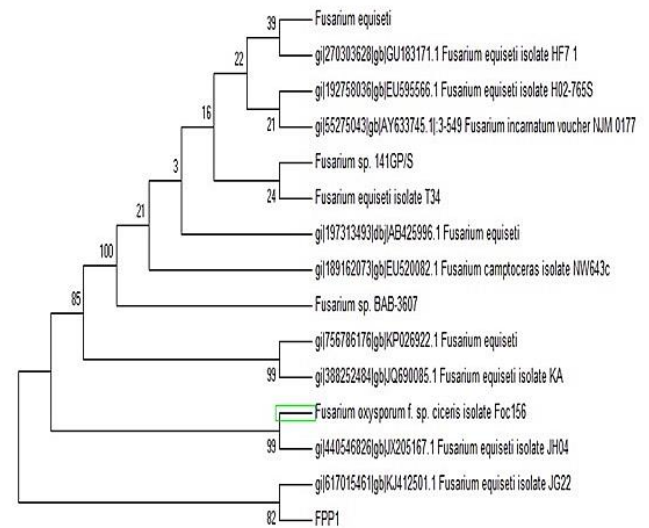 39
Fusarium equiseti
gi|270303628|gb|GU183171.1 Fusarium equiseti isolate HF7 1
22
gi|192758036|gb|EU595566.1 Fusarium equiseti isolate H02-765S
21
gi|55275043|gb|AY633745.1|:3-549 Fusarium incarnatum voucher NJM 0177
16
Fusarium sp. 141GP/S
24
Fusarium equiseti isolate T34
3
gi|197313493|dbj|AB425996.1 Fusarium equiseti
21
gi|189162073|gb|EU520082.1 Fusarium camptoceras isolate NW643c
100
Fusarium sp. BAB-3607
85
gi|756786176|gb|KP026922.1 Fusarium equiseti
99
gi|388252484|gb|JQ690085.1 Fusarium equiseti isolate KA
Fusarium oxysporum f. sp. ciceris isolate Foc156
99
gi|440546826|gb|JX205167.1 Fusarium equiseti isolate JH04
gi|617015461|gb|KJ412501.1 Fusarium equiseti isolate JG22
82
FPP1